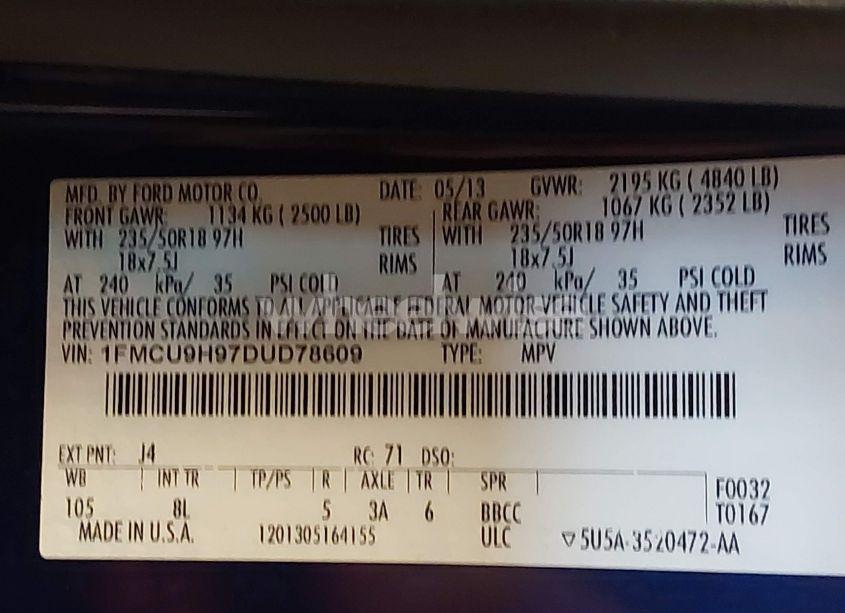 MFD. BY FORD MOTOR CO. DATE: 05/13 GVWR: 2195 KG ( 4840 LB)
FRONT GAWR: 1134 KG ( 2500 LB) REAR GAWR: 1067 KG ( 2352 LB)
WITH 235/50R18 97H TIRES WITH 235/50R18 97H TIRES
18x7.5J RIMS 18x7.5J RIMS
AT 240 kPa/ 35 PSI COLD AT 240 kPa/ 35 PSI COLD
THIS VEHICLE CONFORMS TO ALL APPLICABLE FEDERAL MOTOR VEHICLE SAFETY AND THEFT
PREVENTION STANDARDS IN EFFECT ON THE DATE OF MANUFACTURE SHOWN ABOVE.
VIN: 1FMCU9H97DUD78609 TYPE: MPV
EXT PNT: J4 RC: 71 DSO:
WB INT TR TP/PS R AXLE TR SPR
105 8L 5 3A 6 BBCC F0032
T0167
MADE IN U.S.A. 1201305164155 ULC ▽5U5A-3520472-AA